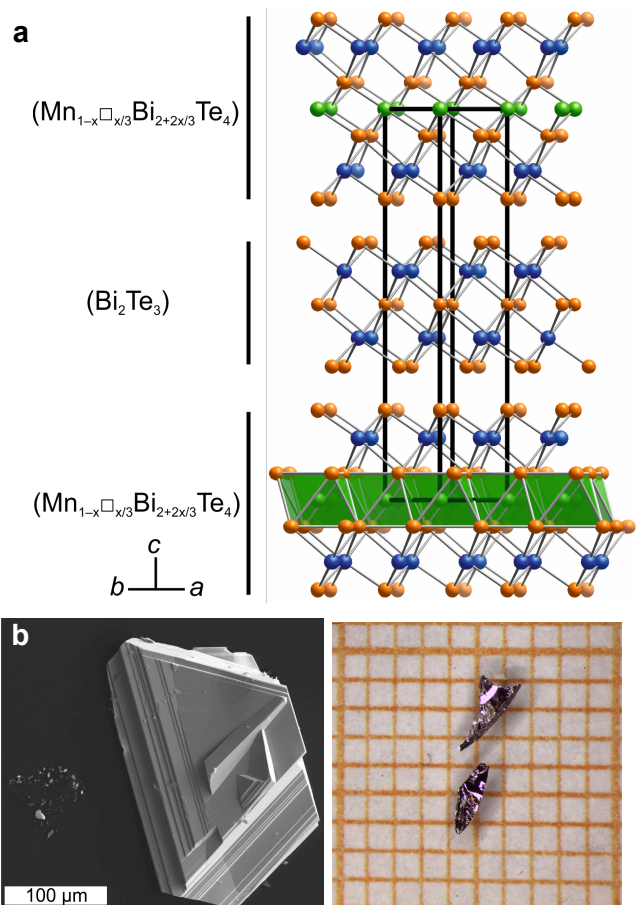 a
(Mn₁₋ₓ□ₓ/₃Bi₂₊₂ₓ/₃Te₄)
(Bi₂Te₃)
(Mn₁₋ₓ□ₓ/₃Bi₂₊₂ₓ/₃Te₄)
c
b a
b
100 µm